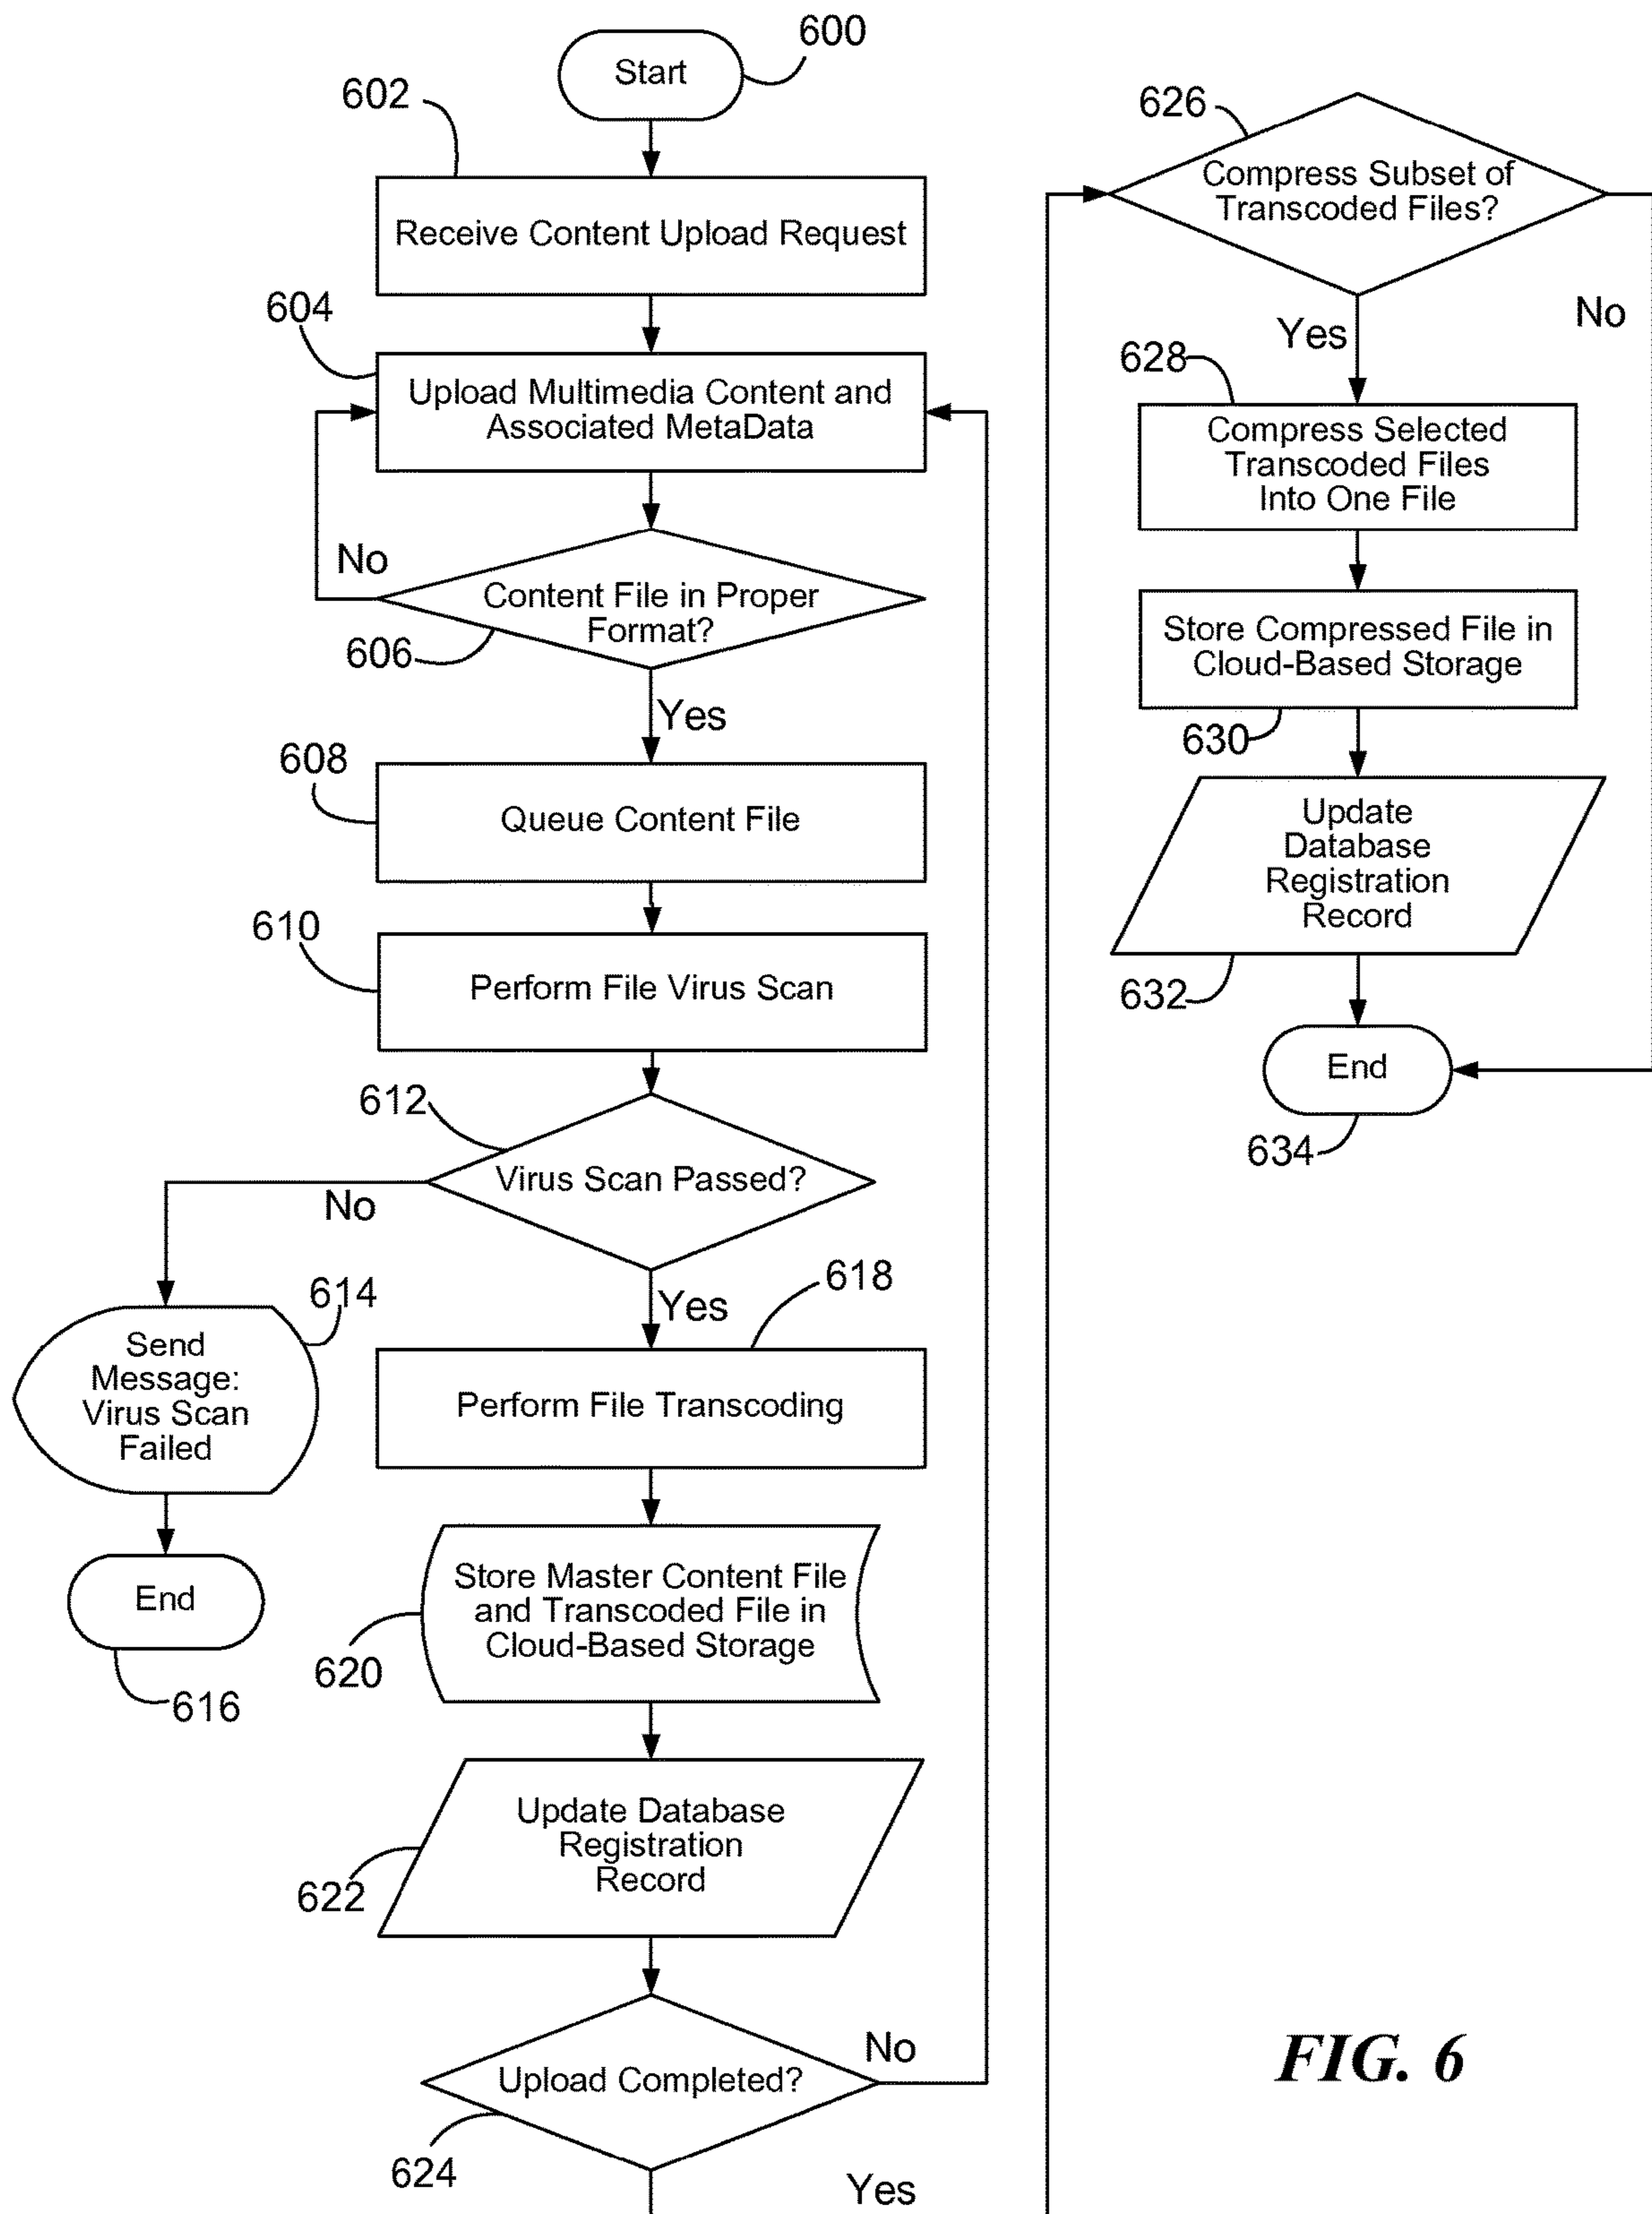 600
Start
602
Receive Content Upload Request
604
Upload Multimedia Content and
Associated MetaData
No
Content File in Proper
Format?
606
Yes
608
Queue Content File
610
Perform File Virus Scan
612
Virus Scan Passed?
No
614
Send
Message:
Virus Scan
Failed
End
616
Yes
618
Perform File Transcoding
Store Master Content File
and Transcoded File in
Cloud-Based Storage
620
Update Database
Registration
Record
622
Upload Completed?
No
624
Yes
626
Compress Subset of
Transcoded Files?
No
Yes
628
Compress Selected
Transcoded Files
Into One File
Store Compressed File in
Cloud-Based Storage
630
Update
Database
Registration
Record
632
End
634
FIG. 6